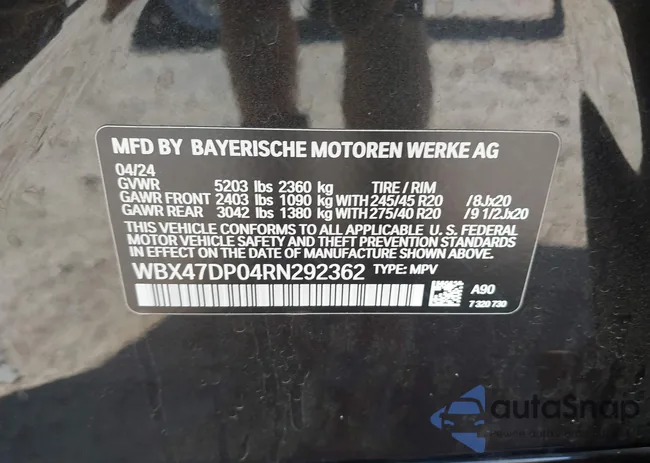 MFD BY BAYERISCHE MOTOREN WERKE AG
04/24
GVWR 5203 lbs 2360 kg TIRE / RIM
GAWR FRONT 2403 lbs 1090 kg WITH 245/45 R20 / 8Jx20
GAWR REAR 3042 lbs 1380 kg WITH 275/40 R20 / 9 1/2Jx20
THIS VEHICLE CONFORMS TO ALL APPLICABLE U. S. FEDERAL
MOTOR VEHICLE SAFETY AND THEFT PREVENTION STANDARDS
IN EFFECT ON THE DATE OF MANUFACTURE SHOWN ABOVE.
WBX47DP04RN292362 TYPE: MPV
A90
7 320 730
autoSnap